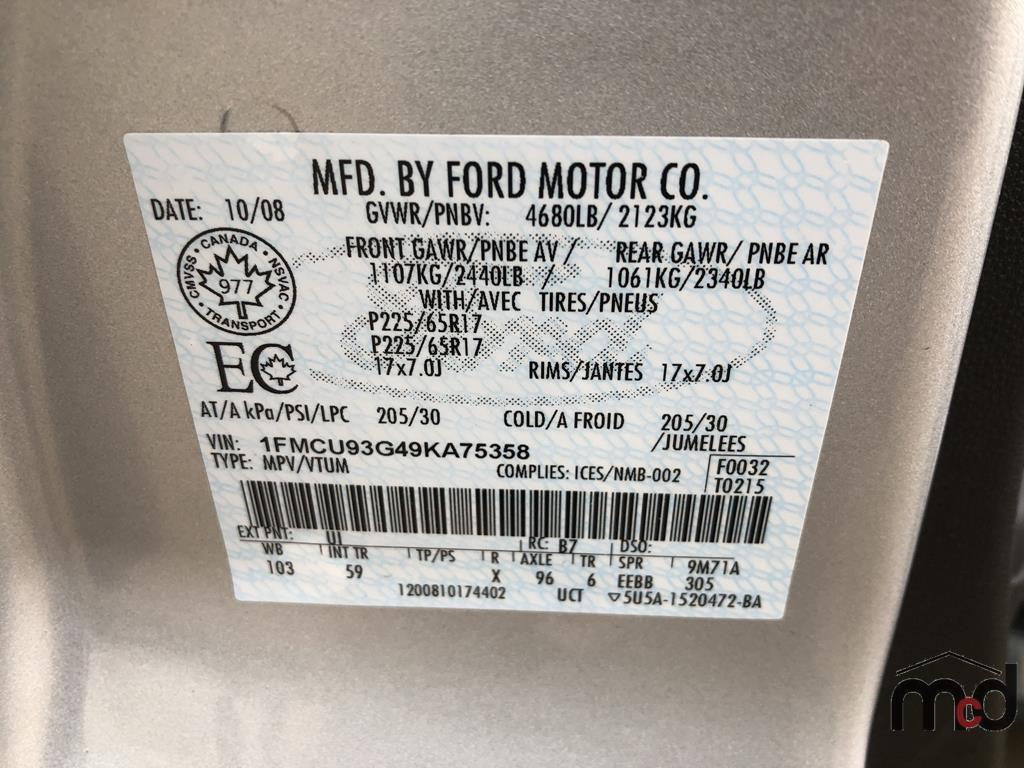 MFD. BY FORD MOTOR CO.
DATE: 10/08 GVWR/PNBV: 4680LB/ 2123KG
FRONT GAWR/PNBE AV / REAR GAWR/ PNBE AR
1107KG/2440LB / 1061KG/2340LB
WITH/AVEC TIRES/PNEUS
P225/65R17
P225/65R17
17x7.0J RIMS/JANTES 17x7.0J
CANADA
CMVSS • NSVAC
977
TRANSPORT
EC
AT/A kPa/PSI/LPC 205/30 COLD/A FROID 205/30
VIN: 1FMCU93G49KA75358 /JUMELEES
TYPE: MPV/VTUM COMPLIES: ICES/NMB-002 F0032
T0215
EXT PNT: UJ RC: B7 DSO:
WB INT TR TP/PS R AXLE TR SPR 9M71A
103 59 X 96 6 EEBB 305
1200810174402 UCT ▽5U5A-1520472-BA
mcd